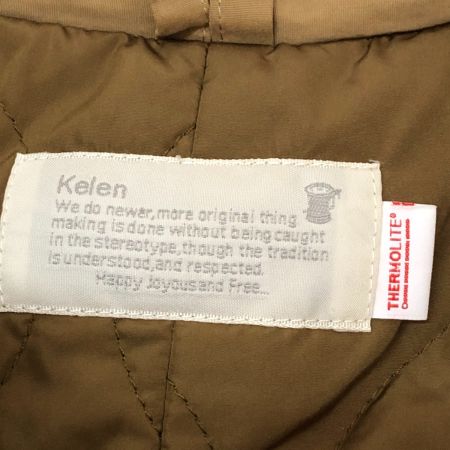 Kelen
We do newar, more original thing
making is done without being caught
in the stereotype, though the tradition
is understood, and respected.
Happy Joyousand Free...
THERMOLITE®